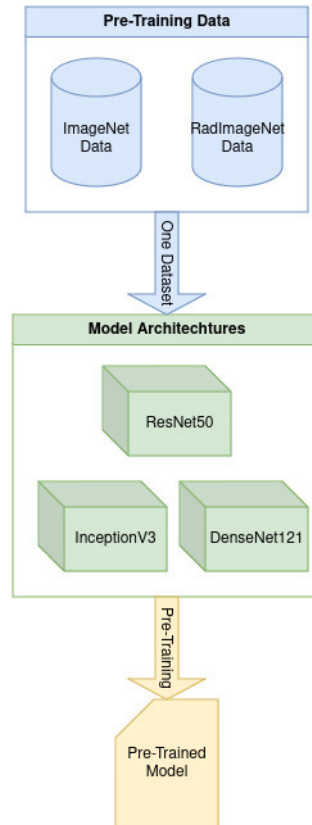 Pre-Training Data
ImageNet
Data
RadImageNet
Data
One Dataset
Model Architechtures
ResNet50
InceptionV3
DenseNet121
Pre-Training
Pre-Trained
Model